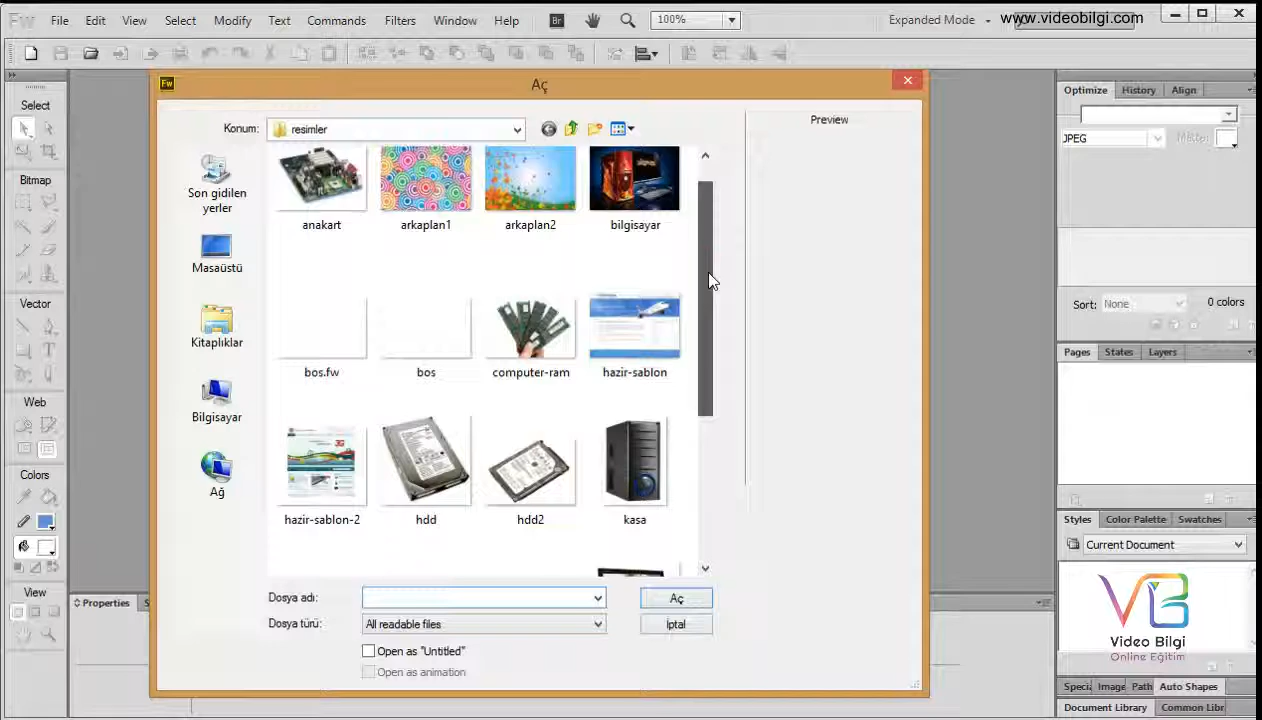 Fw File Edit View Select Modify Text Commands Filters Window Help Br 100% Expanded Mode www.videobilgi.com
Fw Aç
Select
Bitmap
Vector
Web
Colors
View
Konum: resimler
Son gidilen
yerler
Masaüstü
Kitaplıklar
Bilgisayar
Ağ
anakart arkaplan1 arkaplan2 bilgisayar
bos.fw bos computer-ram hazir-sablon
hazir-sablon-2 hdd hdd2 kasa
Dosya adı: Aç
Dosya türü: All readable files İptal
Open as "Untitled"
Open as animation
Preview
Properties
Optimize History Align
JPEG Matte:
Sort: None 0 colors
Pages States Layers
Styles Color Palette Swatches
Current Document
VB
Video Bilgi
Online Eğitim
Specia Image Path Auto Shapes
Document Library Common Libr